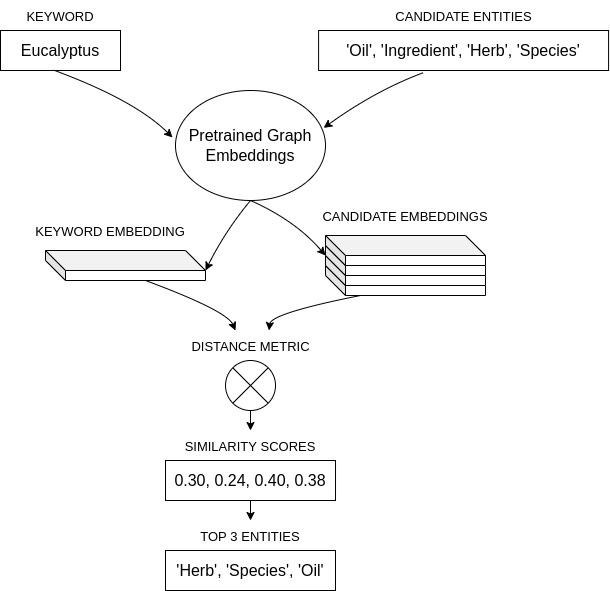 KEYWORD
Eucalyptus
CANDIDATE ENTITIES
'Oil', 'Ingredient', 'Herb', 'Species'
Pretrained Graph
Embeddings
KEYWORD EMBEDDING
CANDIDATE EMBEDDINGS
DISTANCE METRIC
SIMILARITY SCORES
0.30, 0.24, 0.40, 0.38
TOP 3 ENTITIES
'Herb', 'Species', 'Oil'